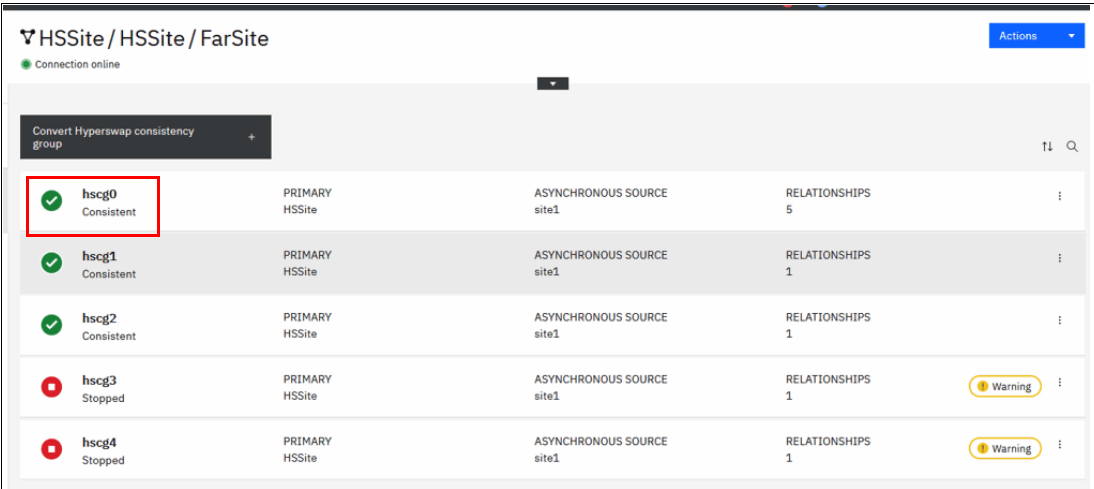 HSSite / HSSite / FarSite
Actions
Connection online
Convert Hyperswap consistency
group
+
hscg0
Consistent
PRIMARY
HSSite
ASYNCHRONOUS SOURCE
site1
RELATIONSHIPS
5
hscg1
Consistent
PRIMARY
HSSite
ASYNCHRONOUS SOURCE
site1
RELATIONSHIPS
1
hscg2
Consistent
PRIMARY
HSSite
ASYNCHRONOUS SOURCE
site1
RELATIONSHIPS
1
hscg3
Stopped
PRIMARY
HSSite
ASYNCHRONOUS SOURCE
site1
RELATIONSHIPS
1
Warning
hscg4
Stopped
PRIMARY
HSSite
ASYNCHRONOUS SOURCE
site1
RELATIONSHIPS
1
Warning